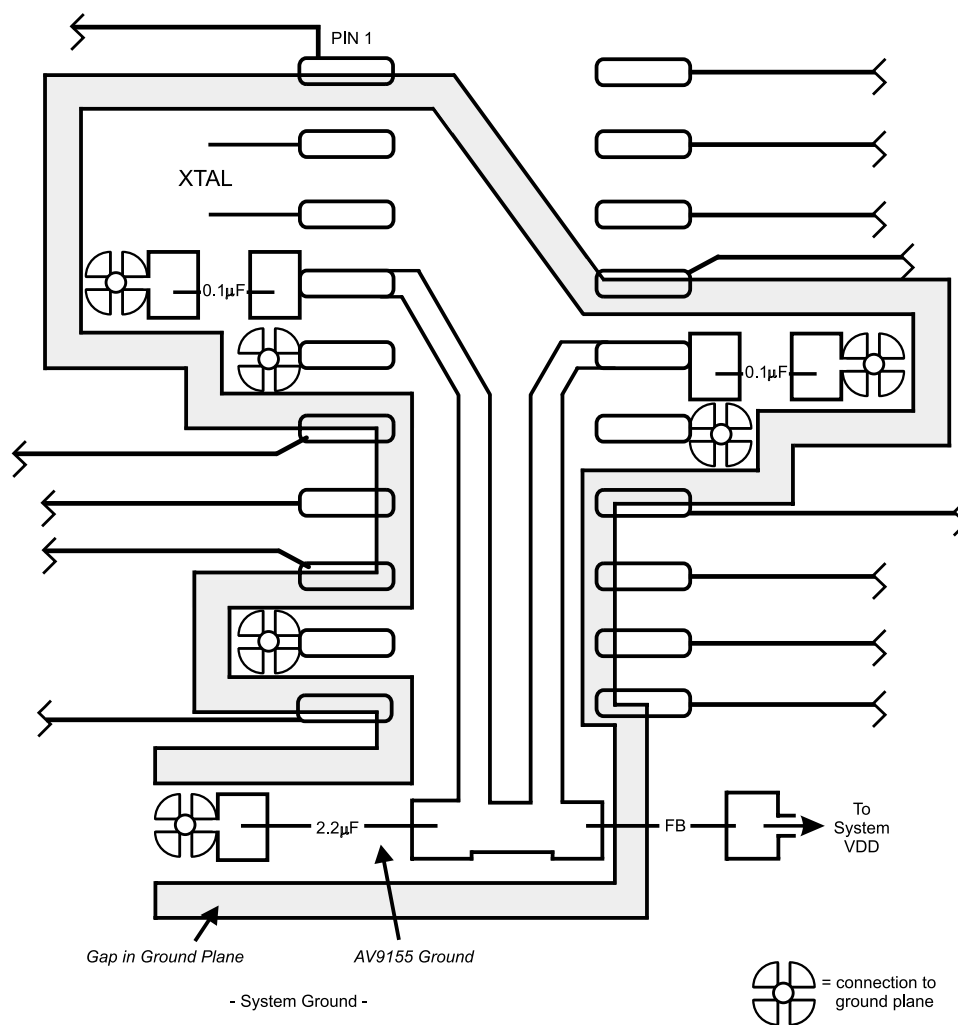 PIN 1
XTAL
0.1µF
0.1µF
2.2µF
FB
To
System
VDD
Gap in Ground Plane
AV9155 Ground
- System Ground -
= connection to
ground plane